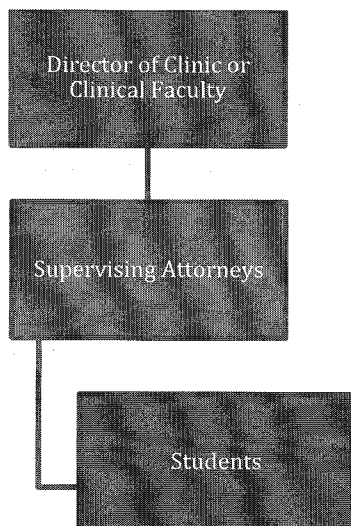 Director of Clinic or
Clinical Faculty
Supervising Attorneys
Students